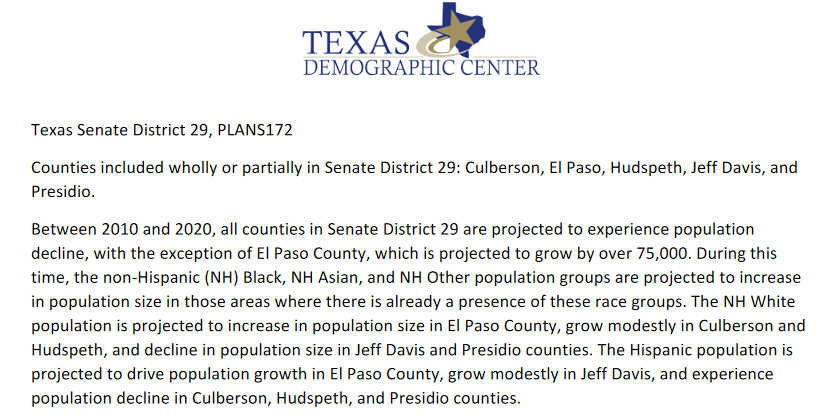 TEXAS
DEMOGRAPHIC CENTER
Texas Senate District 29, PLANS172
Counties included wholly or partially in Senate District 29: Culberson, El Paso, Hudspeth, Jeff Davis, and
Presidio.
Between 2010 and 2020, all counties in Senate District 29 are projected to experience population
decline, with the exception of El Paso County, which is projected to grow by over 75,000. During this
time, the non-Hispanic (NH) Black, NH Asian, and NH Other population groups are projected to increase
in population size in those areas where there is already a presence of these race groups. The NH White
population is projected to increase in population size in El Paso County, grow modestly in Culberson and
Hudspeth, and decline in population size in Jeff Davis and Presidio counties. The Hispanic population is
projected to drive population growth in El Paso County, grow modestly in Jeff Davis, and experience
population decline in Culberson, Hudspeth, and Presidio counties.